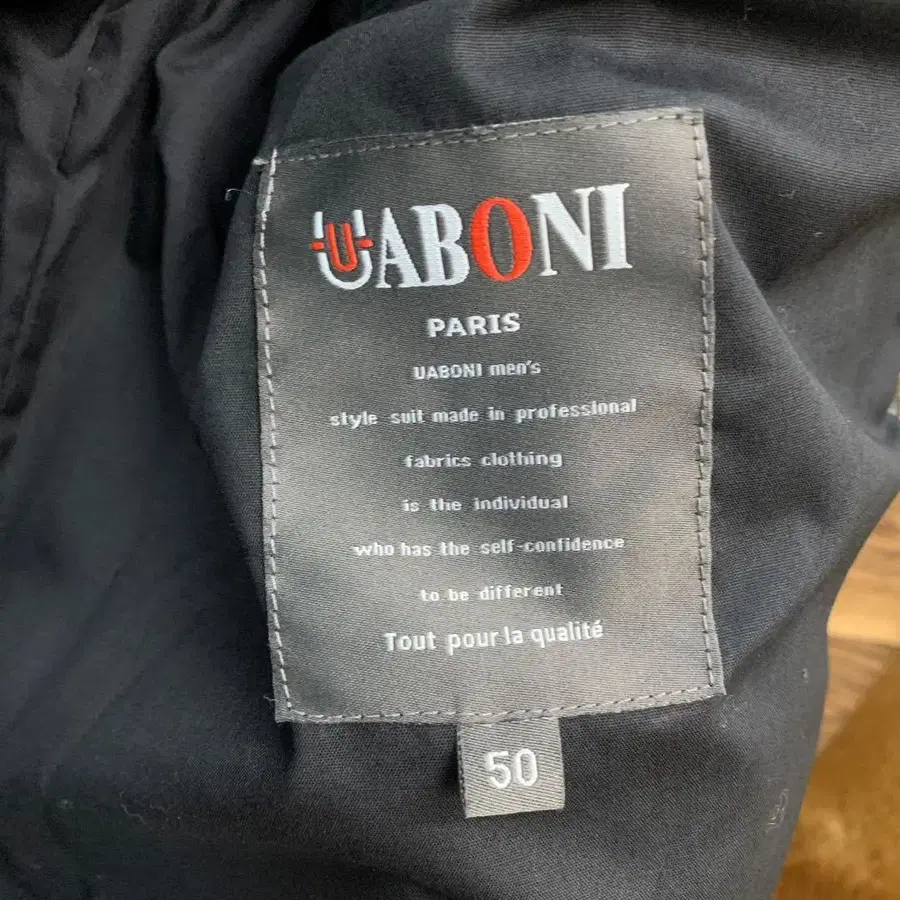 UABONI
PARIS
UABONI men's
style suit made in professional
fabrics clothing
is the individual
who has the self-confidence
to be different
Tout pour la qualité
50